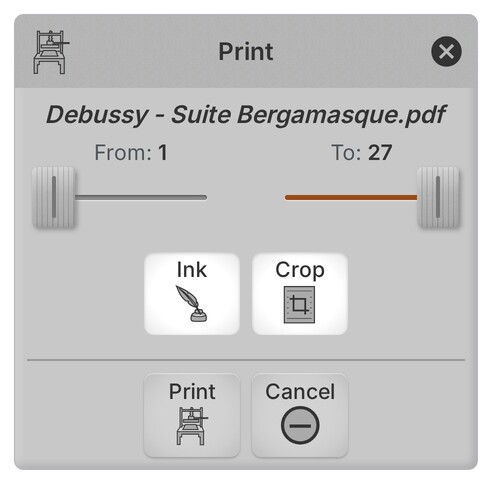 Print
Debussy - Suite Bergamasque.pdf
From: 1 To: 27
Ink Crop
Print Cancel